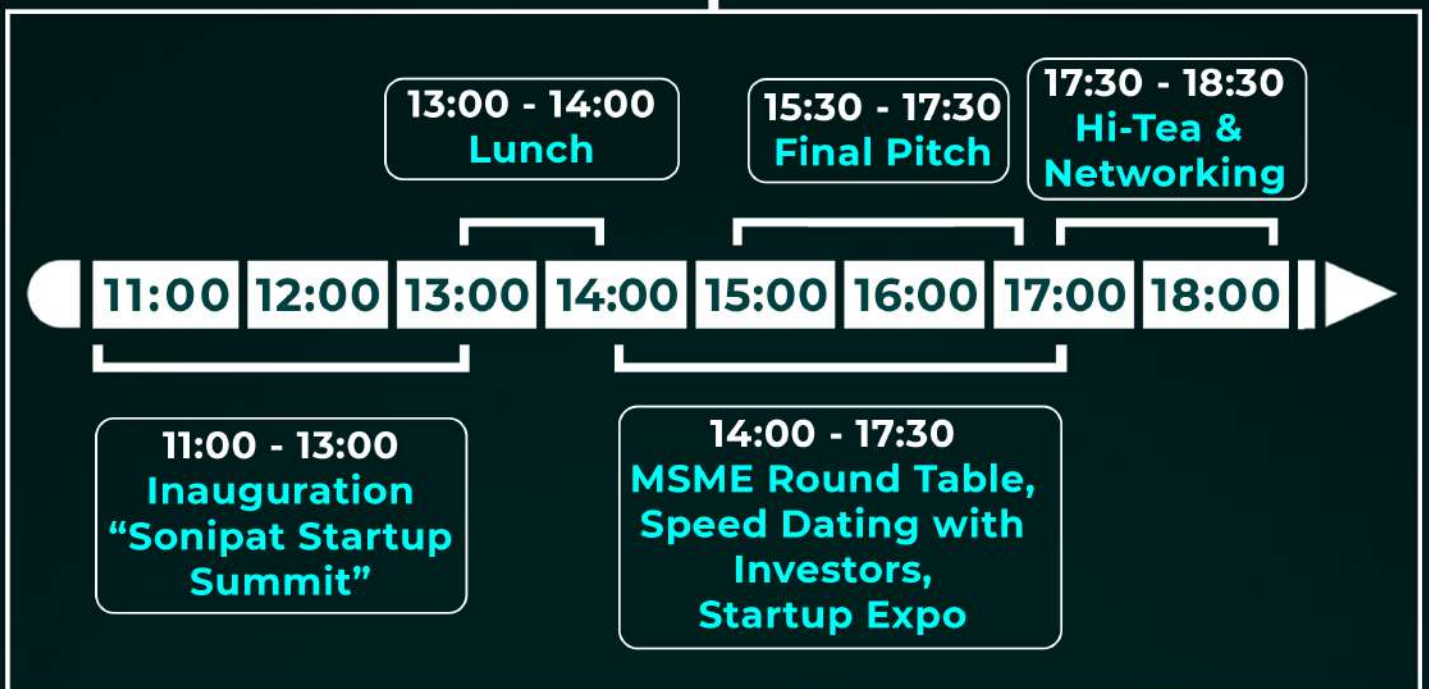 13:00 - 14:00
Lunch
15:30 - 17:30
Final Pitch
17:30 - 18:30
Hi-Tea &
Networking
11:00 12:00 13:00 14:00 15:00 16:00 17:00 18:00
11:00 - 13:00
Inauguration
“Sonipat Startup
Summit”
14:00 - 17:30
MSME Round Table,
Speed Dating with
Investors,
Startup Expo